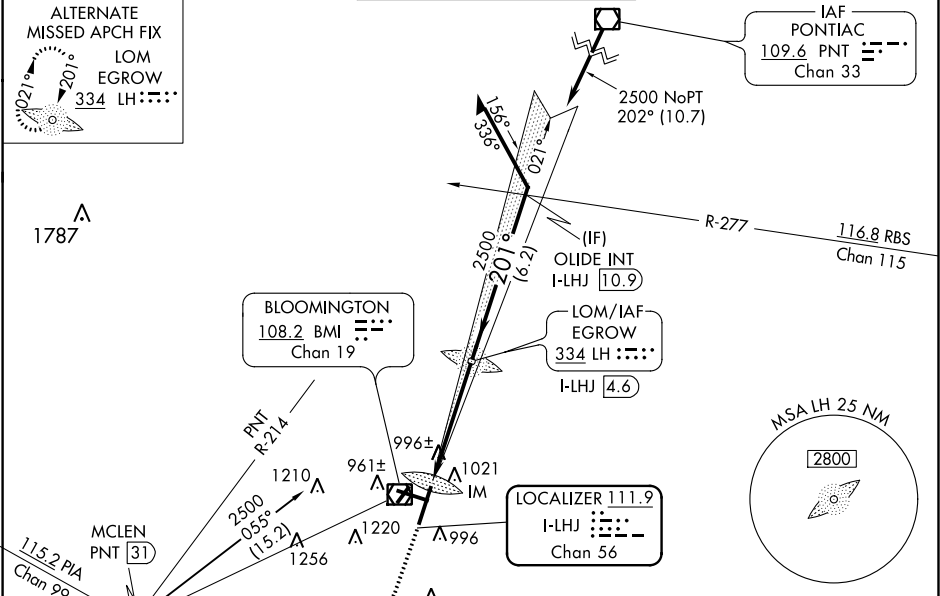 ALTERNATE
MISSED APCH FIX
LOM
EGROW
334 LH
021°
201°
IAF
PONTIAC
109.6 PNT
Chan 33
2500 NoPT
202° (10.7)
156°
336°
021°
1787
R-277
116.8 RBS
Chan 115
(IF)
OLIDE INT
I-LHJ 10.9
2500
201°
(6.2)
BLOOMINGTON
108.2 BMI
Chan 19
LOM/IAF
EGROW
334 LH
I-LHJ 4.6
PNT
R-214
MSA LH 25 NM
2800
996±
961±
1021
IM
1210
2500
055°
(15.2)
1220
1256
996
LOCALIZER 111.9
I-LHJ
Chan 56
MCLEN
PNT 31
115.2 PIA
Chan 99